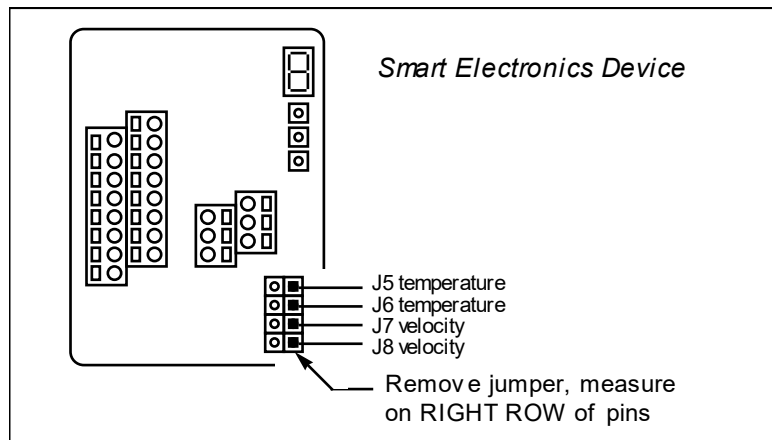 Smart Electronics Device
J5 temperature
J6 temperature
J7 velocity
J8 velocity
Remove jumper, measure
on RIGHT ROW of pins